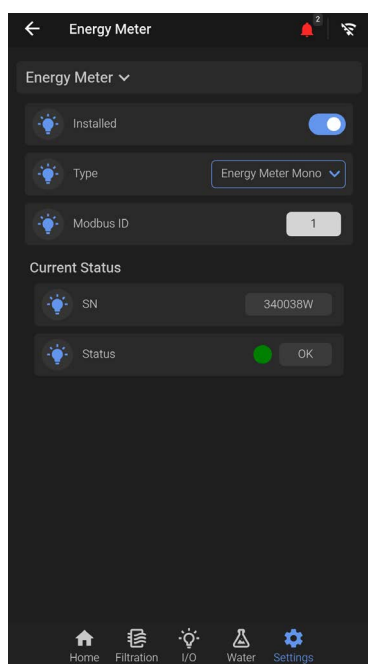 Energy Meter
2
Energy Meter
Installed
Type
Energy Meter Mono
Modbus ID
1
Current Status
SN
340038W
Status
OK
Home
Filtration
I/O
Water
Settings